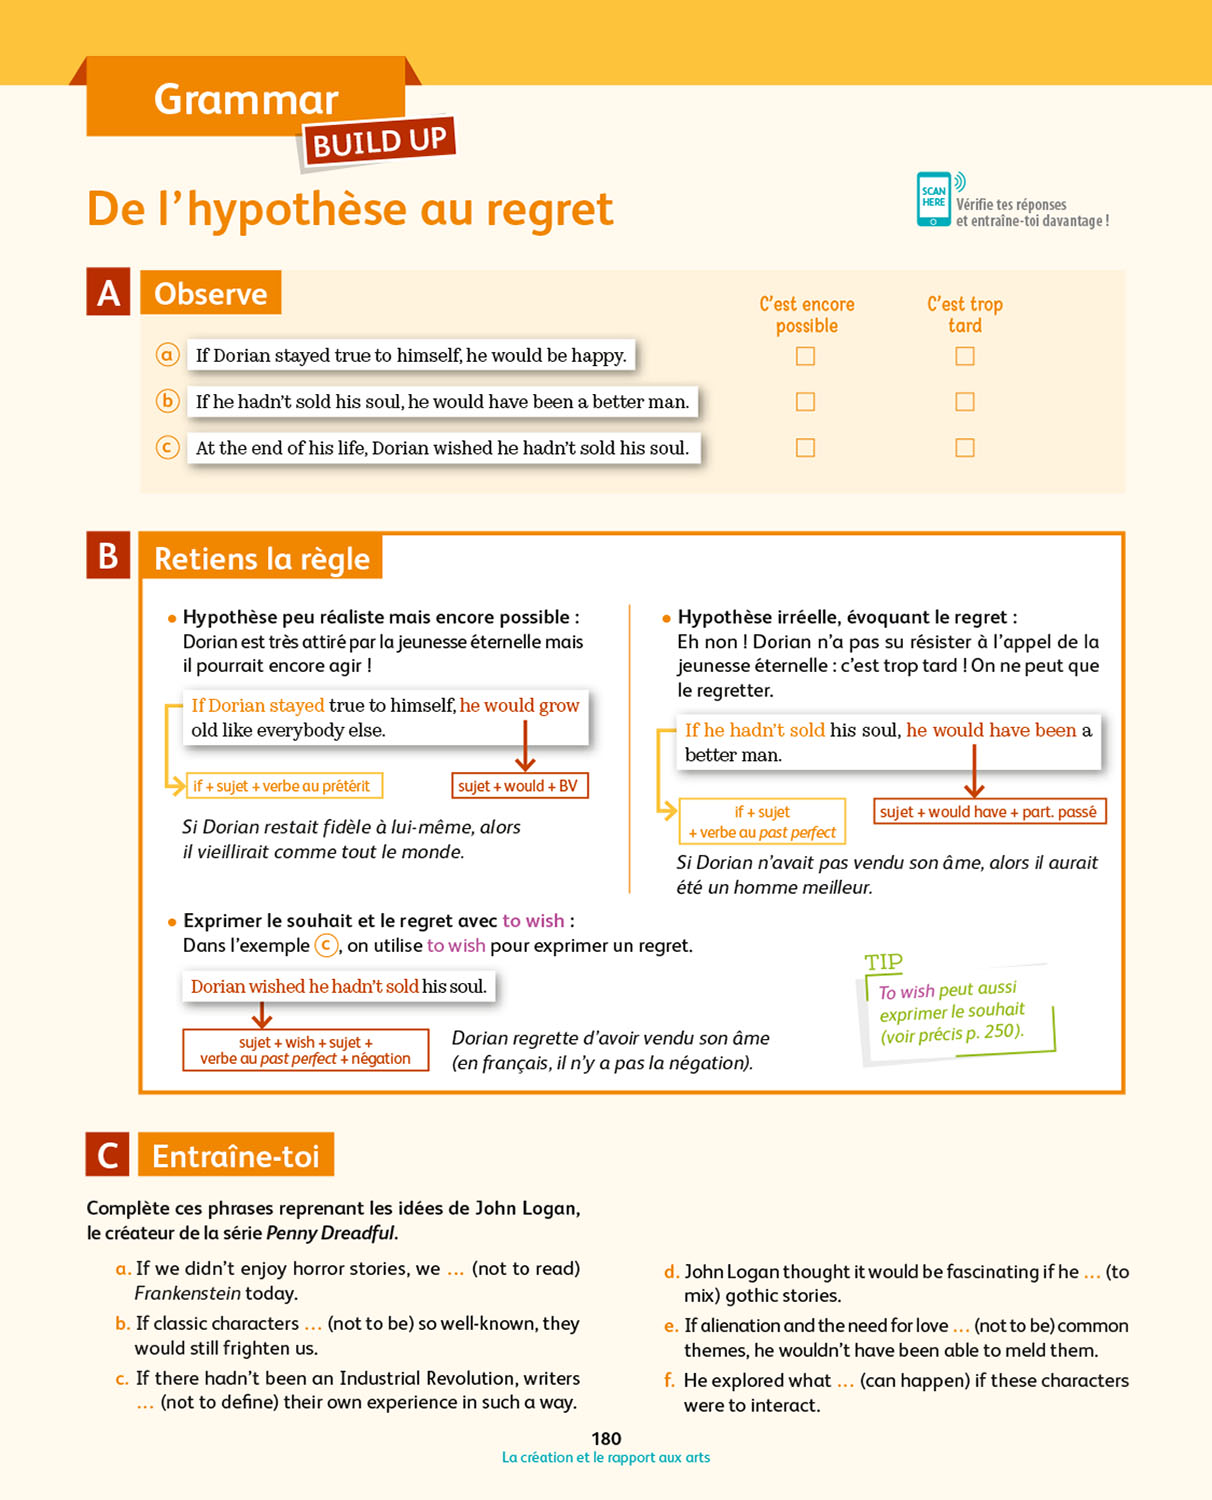 Grammar
BUILD UP
De l'hypothèse au regret
SCAN
HERE
Vérifie tes réponses
et entraîne-toi davantage !
A
Observe
C'est encore
possible
C'est trop
tard
a
If Dorian stayed true to himself, he would be happy.
b
If he hadn't sold his soul, he would have been a better man.
c
At the end of his life, Dorian wished he hadn't sold his soul.
B
Retiens la règle
• Hypothèse peu réaliste mais encore possible :
Dorian est très attiré par la jeunesse éternelle mais
il pourrait encore agir !
If Dorian stayed true to himself, he would grow
old like everybody else.
if + sujet + verbe au prétérit
sujet + would + BV
Si Dorian restait fidèle à lui-même, alors
il vieillirait comme tout le monde.
• Hypothèse irréelle, évoquant le regret :
Eh non ! Dorian n'a pas su résister à l'appel de la
jeunesse éternelle : c'est trop tard ! On ne peut que
le regretter.
If he hadn't sold his soul, he would have been a
better man.
if + sujet
+ verbe au past perfect
sujet + would have + part. passé
Si Dorian n'avait pas vendu son âme, alors il aurait
été un homme meilleur.
• Exprimer le souhait et le regret avec to wish :
Dans l'exemple c, on utilise to wish pour exprimer un regret.
Dorian wished he hadn't sold his soul.
sujet + wish + sujet +
verbe au past perfect + négation
Dorian regrette d'avoir vendu son âme
(en français, il n'y a pas la négation).
TIP
To wish peut aussi
exprimer le souhait
(voir précis p. 250).
C
Entraîne-toi
Complète ces phrases reprenant les idées de John Logan,
le créateur de la série Penny Dreadful.
a. If we didn't enjoy horror stories, we ... (not to read)
Frankenstein today.
b. If classic characters ... (not to be) so well-known, they
would still frighten us.
c. If there hadn't been an Industrial Revolution, writers
... (not to define) their own experience in such a way.
d. John Logan thought it would be fascinating if he ... (to
mix) gothic stories.
e. If alienation and the need for love ... (not to be) common
themes, he wouldn't have been able to meld them.
f. He explored what ... (can happen) if these characters
were to interact.
180
La création et le rapport aux arts